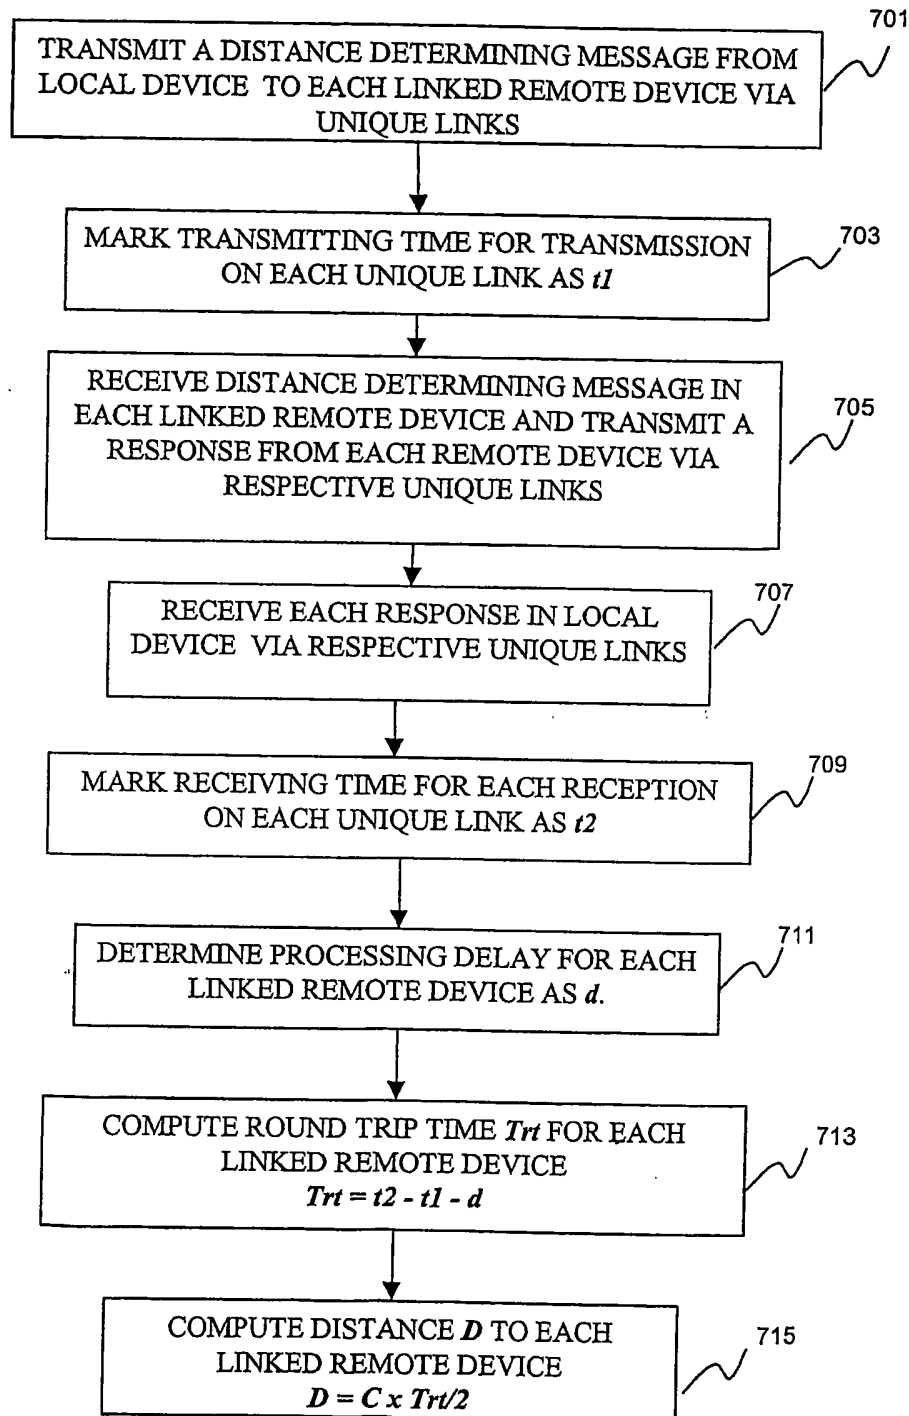 701
TRANSMIT A DISTANCE DETERMINING MESSAGE FROM
LOCAL DEVICE TO EACH LINKED REMOTE DEVICE VIA
UNIQUE LINKS
703
MARK TRANSMITTING TIME FOR TRANSMISSION
ON EACH UNIQUE LINK AS t1
705
RECEIVE DISTANCE DETERMINING MESSAGE IN
EACH LINKED REMOTE DEVICE AND TRANSMIT A
RESPONSE FROM EACH REMOTE DEVICE VIA
RESPECTIVE UNIQUE LINKS
707
RECEIVE EACH RESPONSE IN LOCAL
DEVICE VIA RESPECTIVE UNIQUE LINKS
709
MARK RECEIVING TIME FOR EACH RECEPTION
ON EACH UNIQUE LINK AS t2
711
DETERMINE PROCESSING DELAY FOR EACH
LINKED REMOTE DEVICE AS d.
713
COMPUTE ROUND TRIP TIME Trt FOR EACH
LINKED REMOTE DEVICE
Trt = t2 - t1 - d
715
COMPUTE DISTANCE D TO EACH
LINKED REMOTE DEVICE
D = C x Trt/2